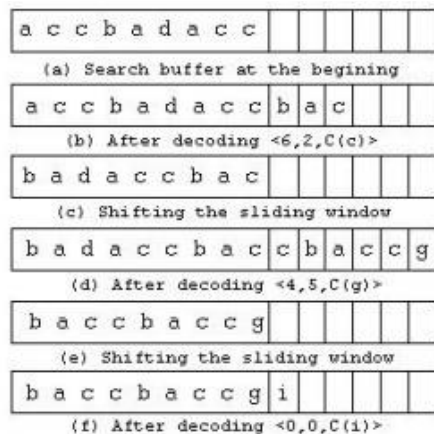 a c c b a d a c c
(a) Search buffer at the begining
a c c b a d a c c b a c
(b) After decoding <6,2,C(c)>
b a d a c c b a c
(c) Shifting the sliding window
b a d a c c b a c c b a c c g
(d) After decoding <4,5,C(g)>
b a c c b a c c g
(e) Shifting the sliding window
b a c c b a c c g i
(f) After decoding <0,0,C(i)>